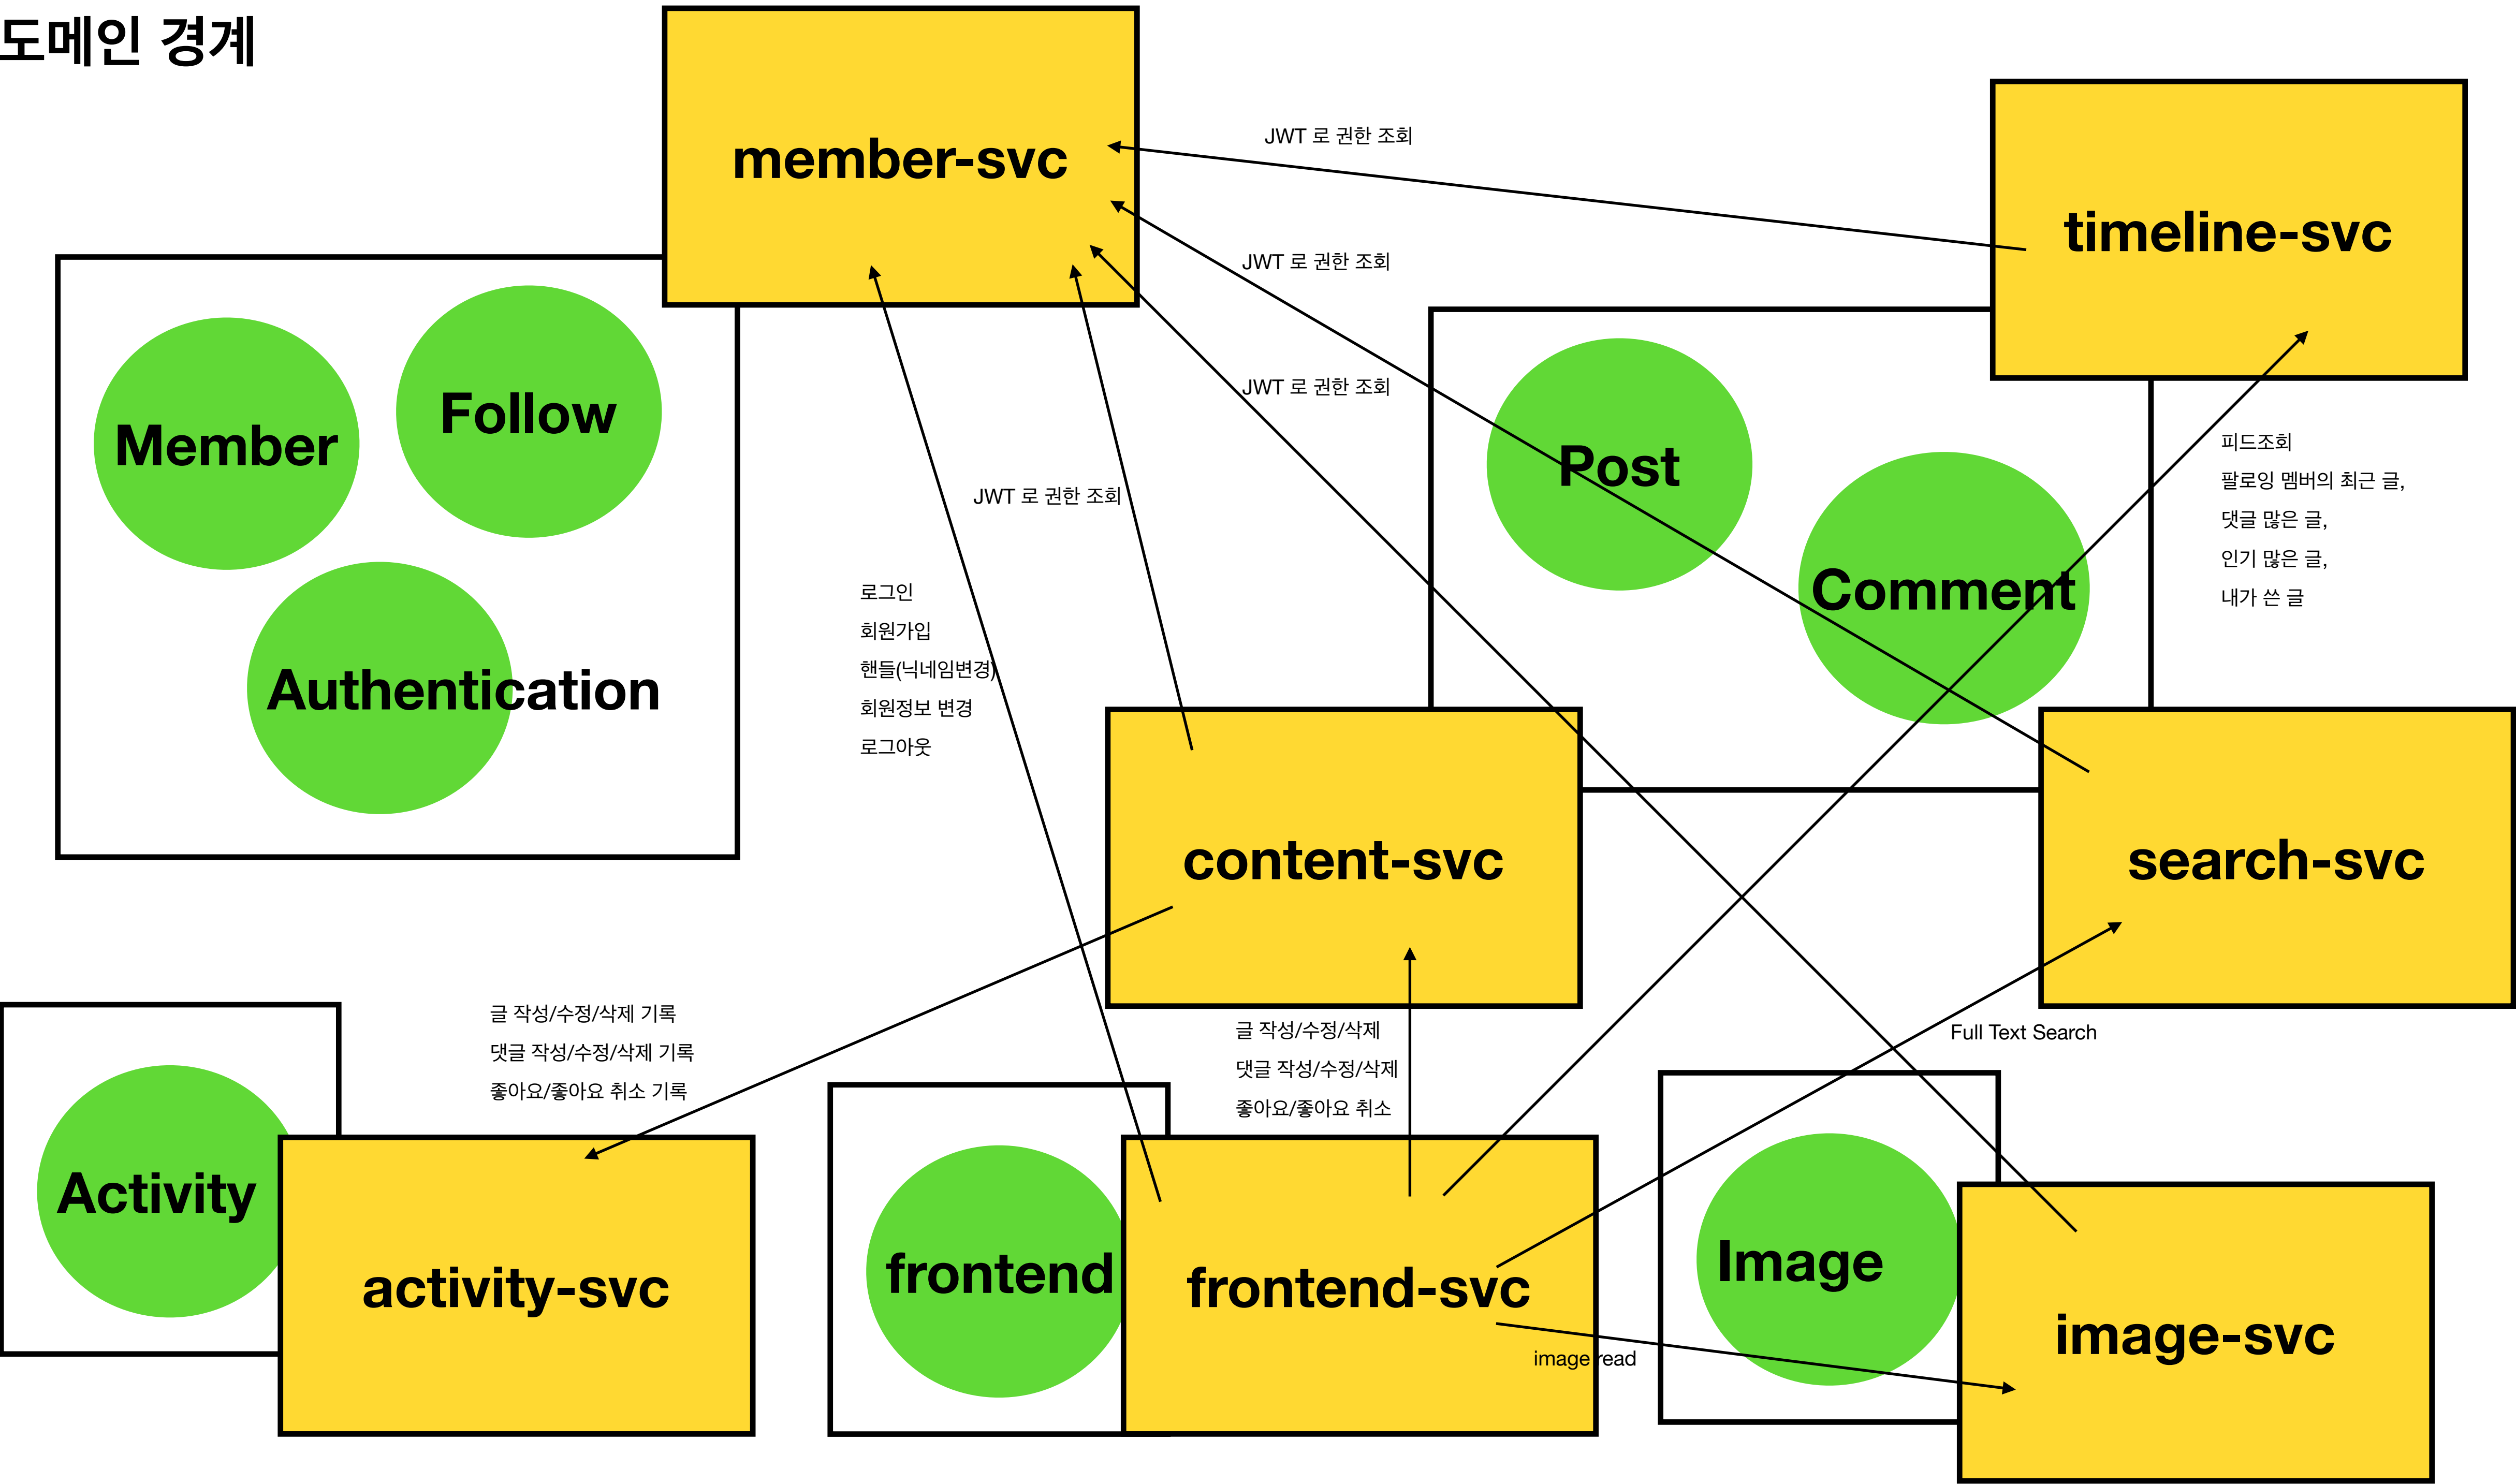 도메인 경계
member-svc
timeline-svc
JWT 로 권한 조회
JWT 로 권한 조회
JWT 로 권한 조회
JWT 로 권한 조회
Member
Follow
Authentication
Post
Comment
피드조회
팔로잉 멤버의 최근 글,
댓글 많은 글,
인기 많은 글,
내가 쓴 글
로그인
회원가입
핸들(닉네임변경)
회원정보 변경
로그아웃
content-svc
search-svc
글 작성/수정/삭제 기록
댓글 작성/수정/삭제 기록
좋아요/좋아요 취소 기록
글 작성/수정/삭제
댓글 작성/수정/삭제
좋아요/좋아요 취소
Full Text Search
Activity
activity-svc
frontend
frontend-svc
Image
image-svc
image read